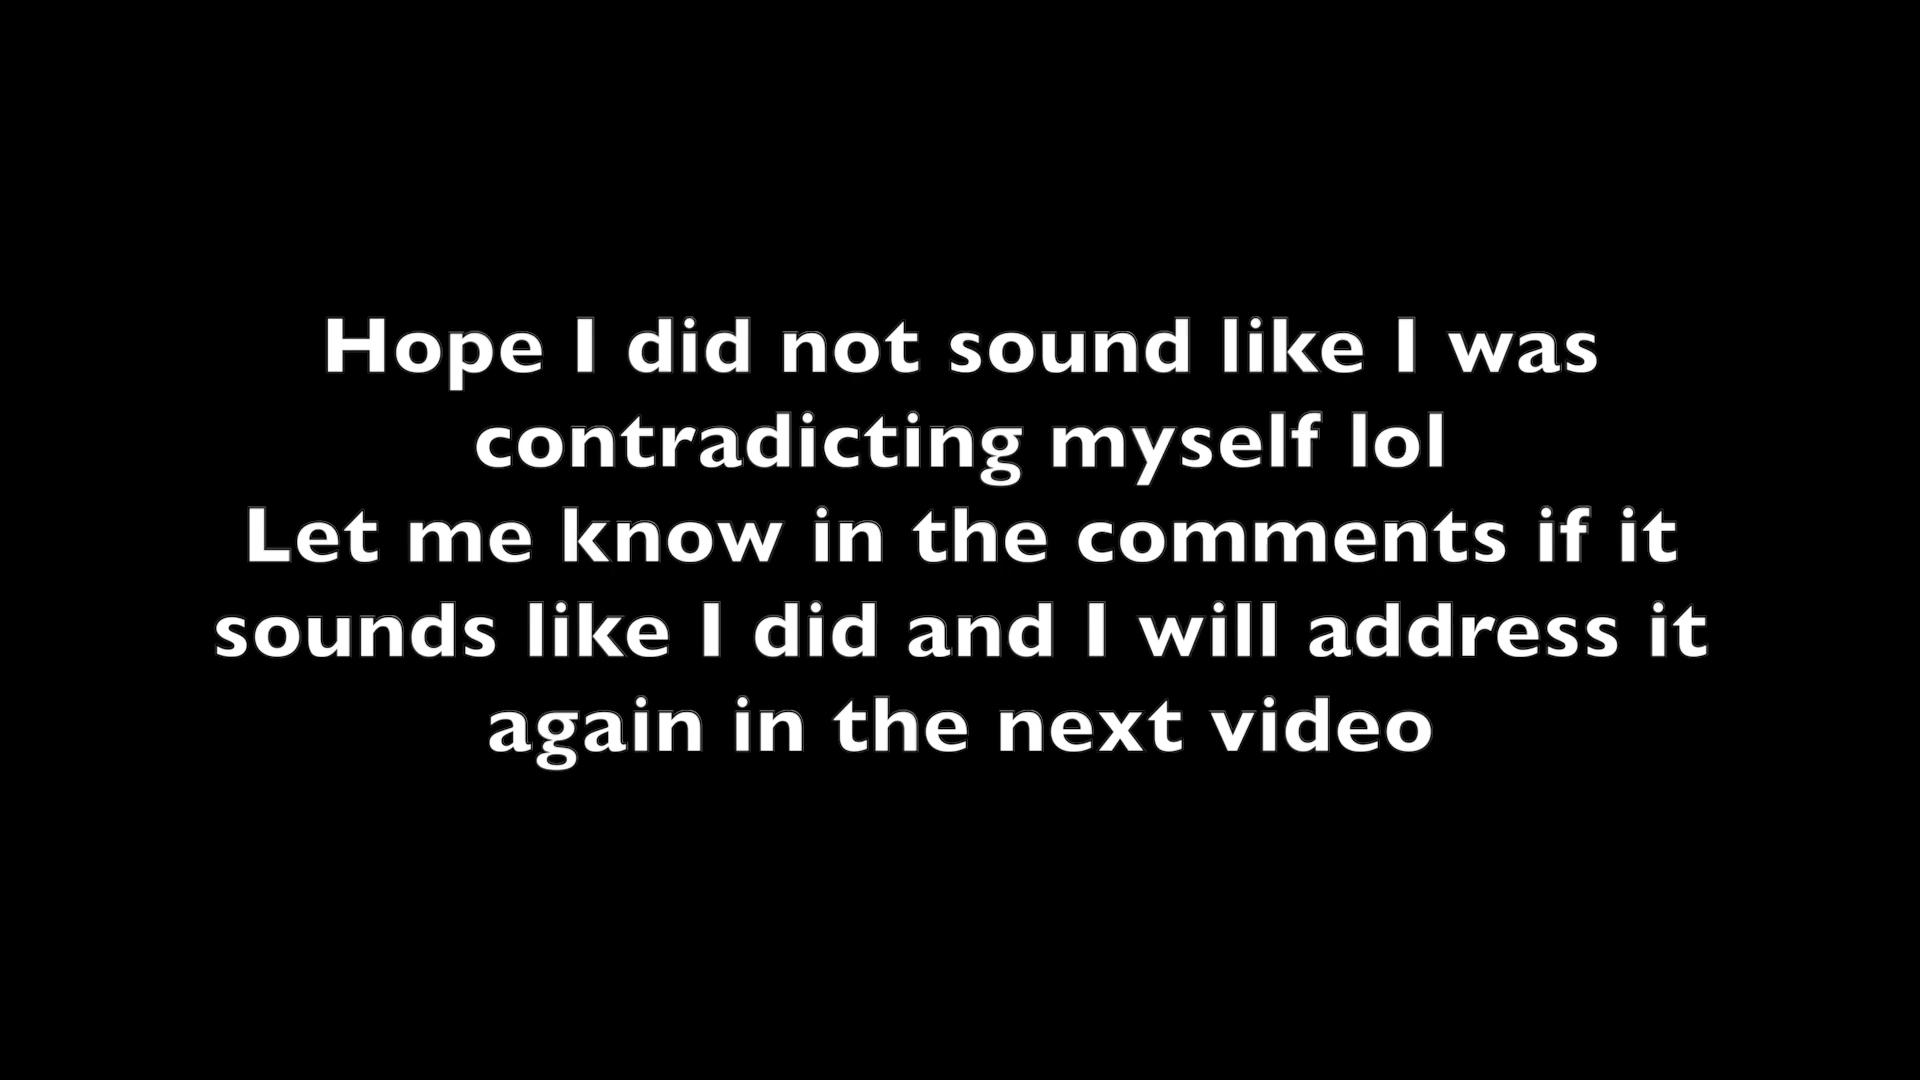 Hope I did not sound like I was
contradicting myself lol
Let me know in the comments if it
sounds like I did and I will address it
again in the next video